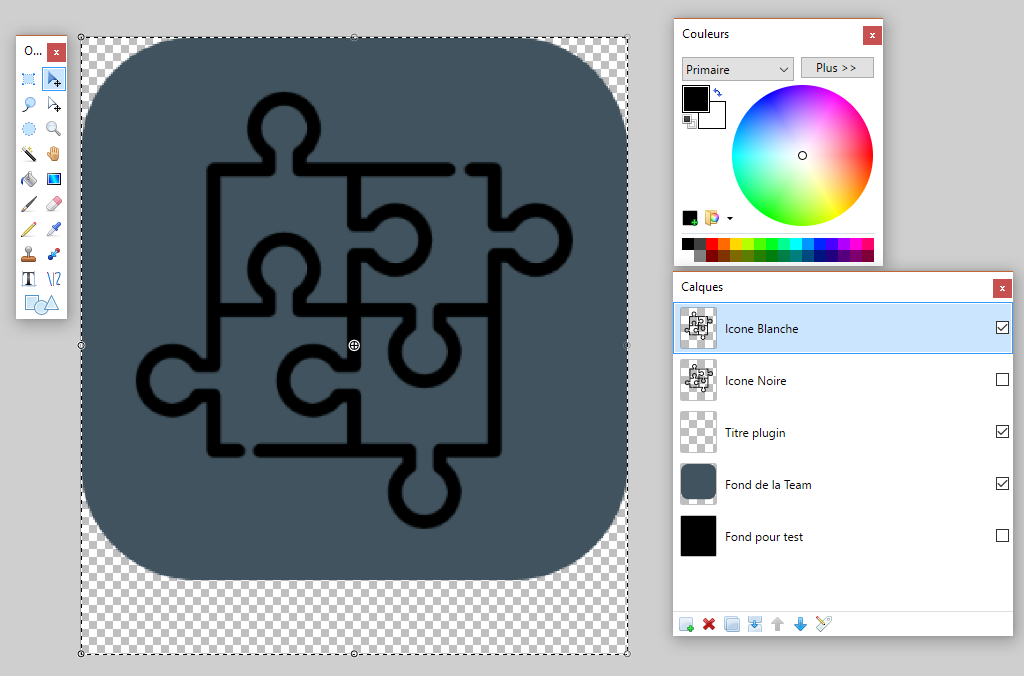 O...
Couleurs
Primaire
Plus >>
Calques
Icone Blanche
Icone Noire
Titre plugin
Fond de la Team
Fond pour test